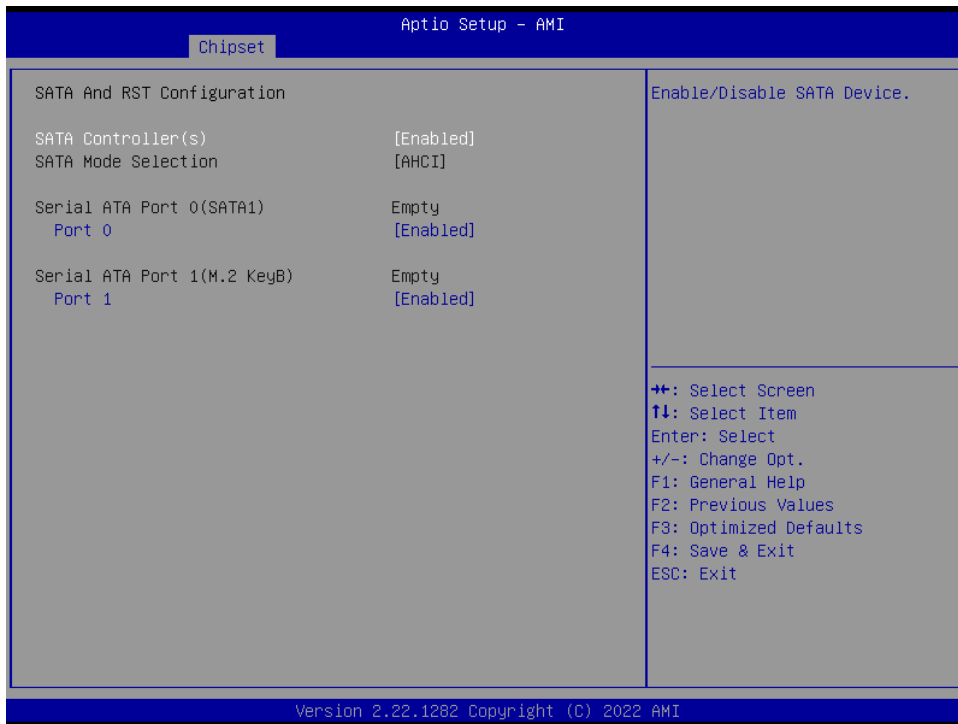 Aptio Setup – AMI
Chipset
SATA And RST Configuration
SATA Controller(s) [Enabled]
SATA Mode Selection [AHCI]
Serial ATA Port 0(SATA1) Empty
Port 0 [Enabled]
Serial ATA Port 1(M.2 KeyB) Empty
Port 1 [Enabled]
Enable/Disable SATA Device.
→←: Select Screen
↑↓: Select Item
Enter: Select
+/-: Change Opt.
F1: General Help
F2: Previous Values
F3: Optimized Defaults
F4: Save & Exit
ESC: Exit
Version 2.22.1282 Copyright (C) 2022 AMI